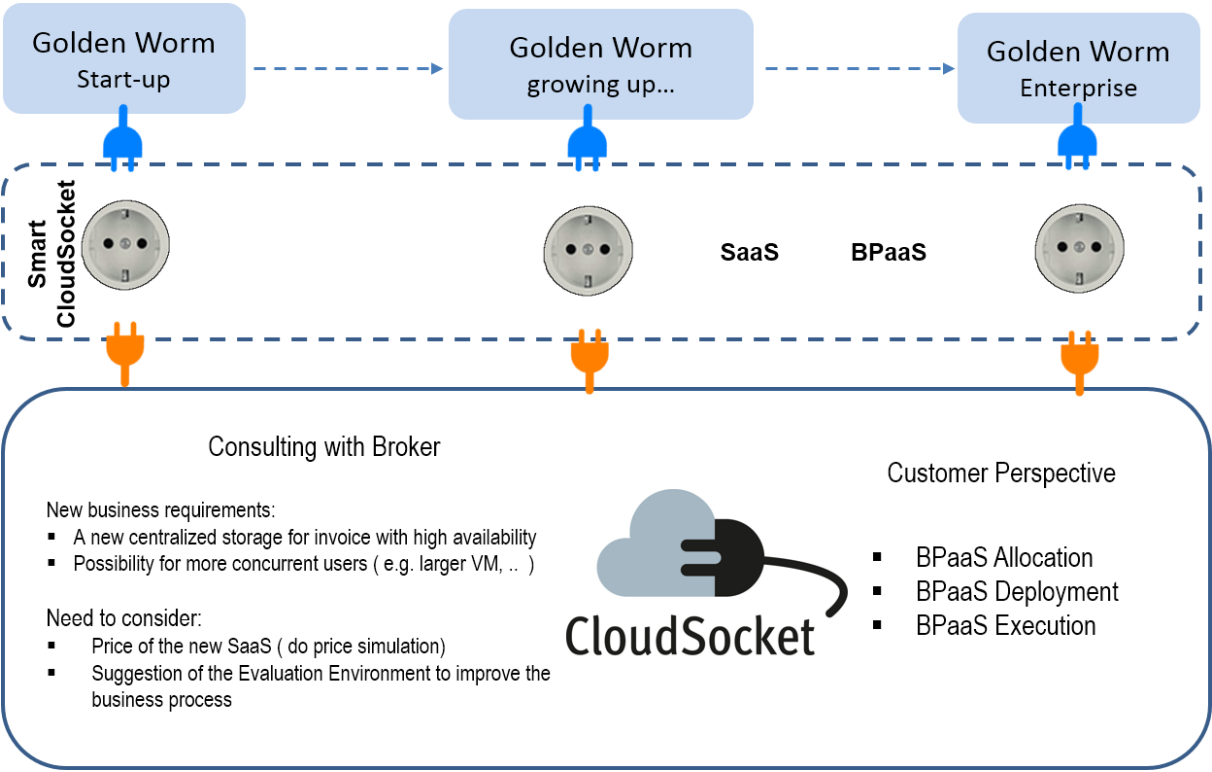 Golden Worm
Start-up
Golden Worm
growing up...
Golden Worm
Enterprise
Smart
CloudSocket
SaaS
BPaaS
Consulting with Broker
New business requirements:
▪ A new centralized storage for invoice with high availability
▪ Possibility for more concurrent users ( e.g. larger VM, .. )
Need to consider:
▪ Price of the new SaaS ( do price simulation)
▪ Suggestion of the Evaluation Environment to improve the
business process
CloudSocket
Customer Perspective
▪ BPaaS Allocation
▪ BPaaS Deployment
▪ BPaaS Execution